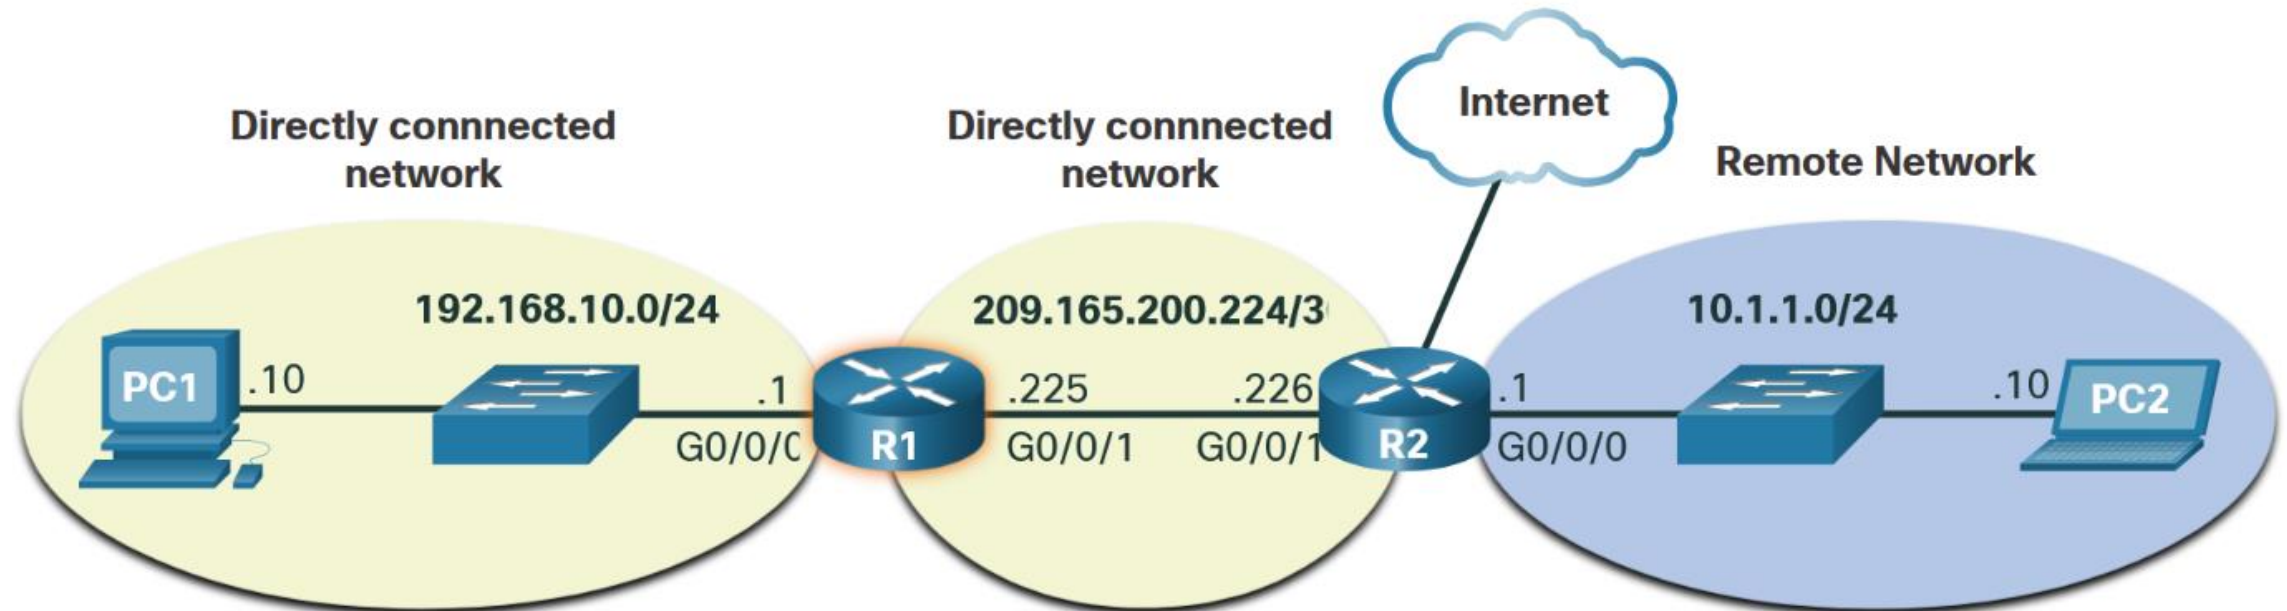 Internet
Directly connnected
network
Directly connnected
network
Remote Network
192.168.10.0/24
209.165.200.224/3
10.1.1.0/24
PC1
.10
.1
G0/0/0
R1
.225
G0/0/1
.226
G0/0/1
R2
.1
G0/0/0
.10
PC2